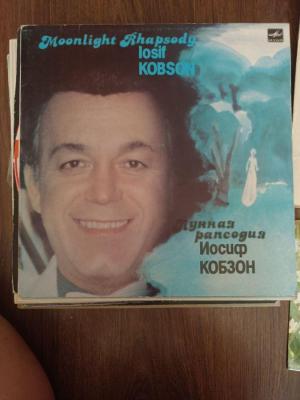 Moonlight Rhapsody
Iosif
KOBSON
Лунная
рапсодия
Иосиф
КОБЗОН